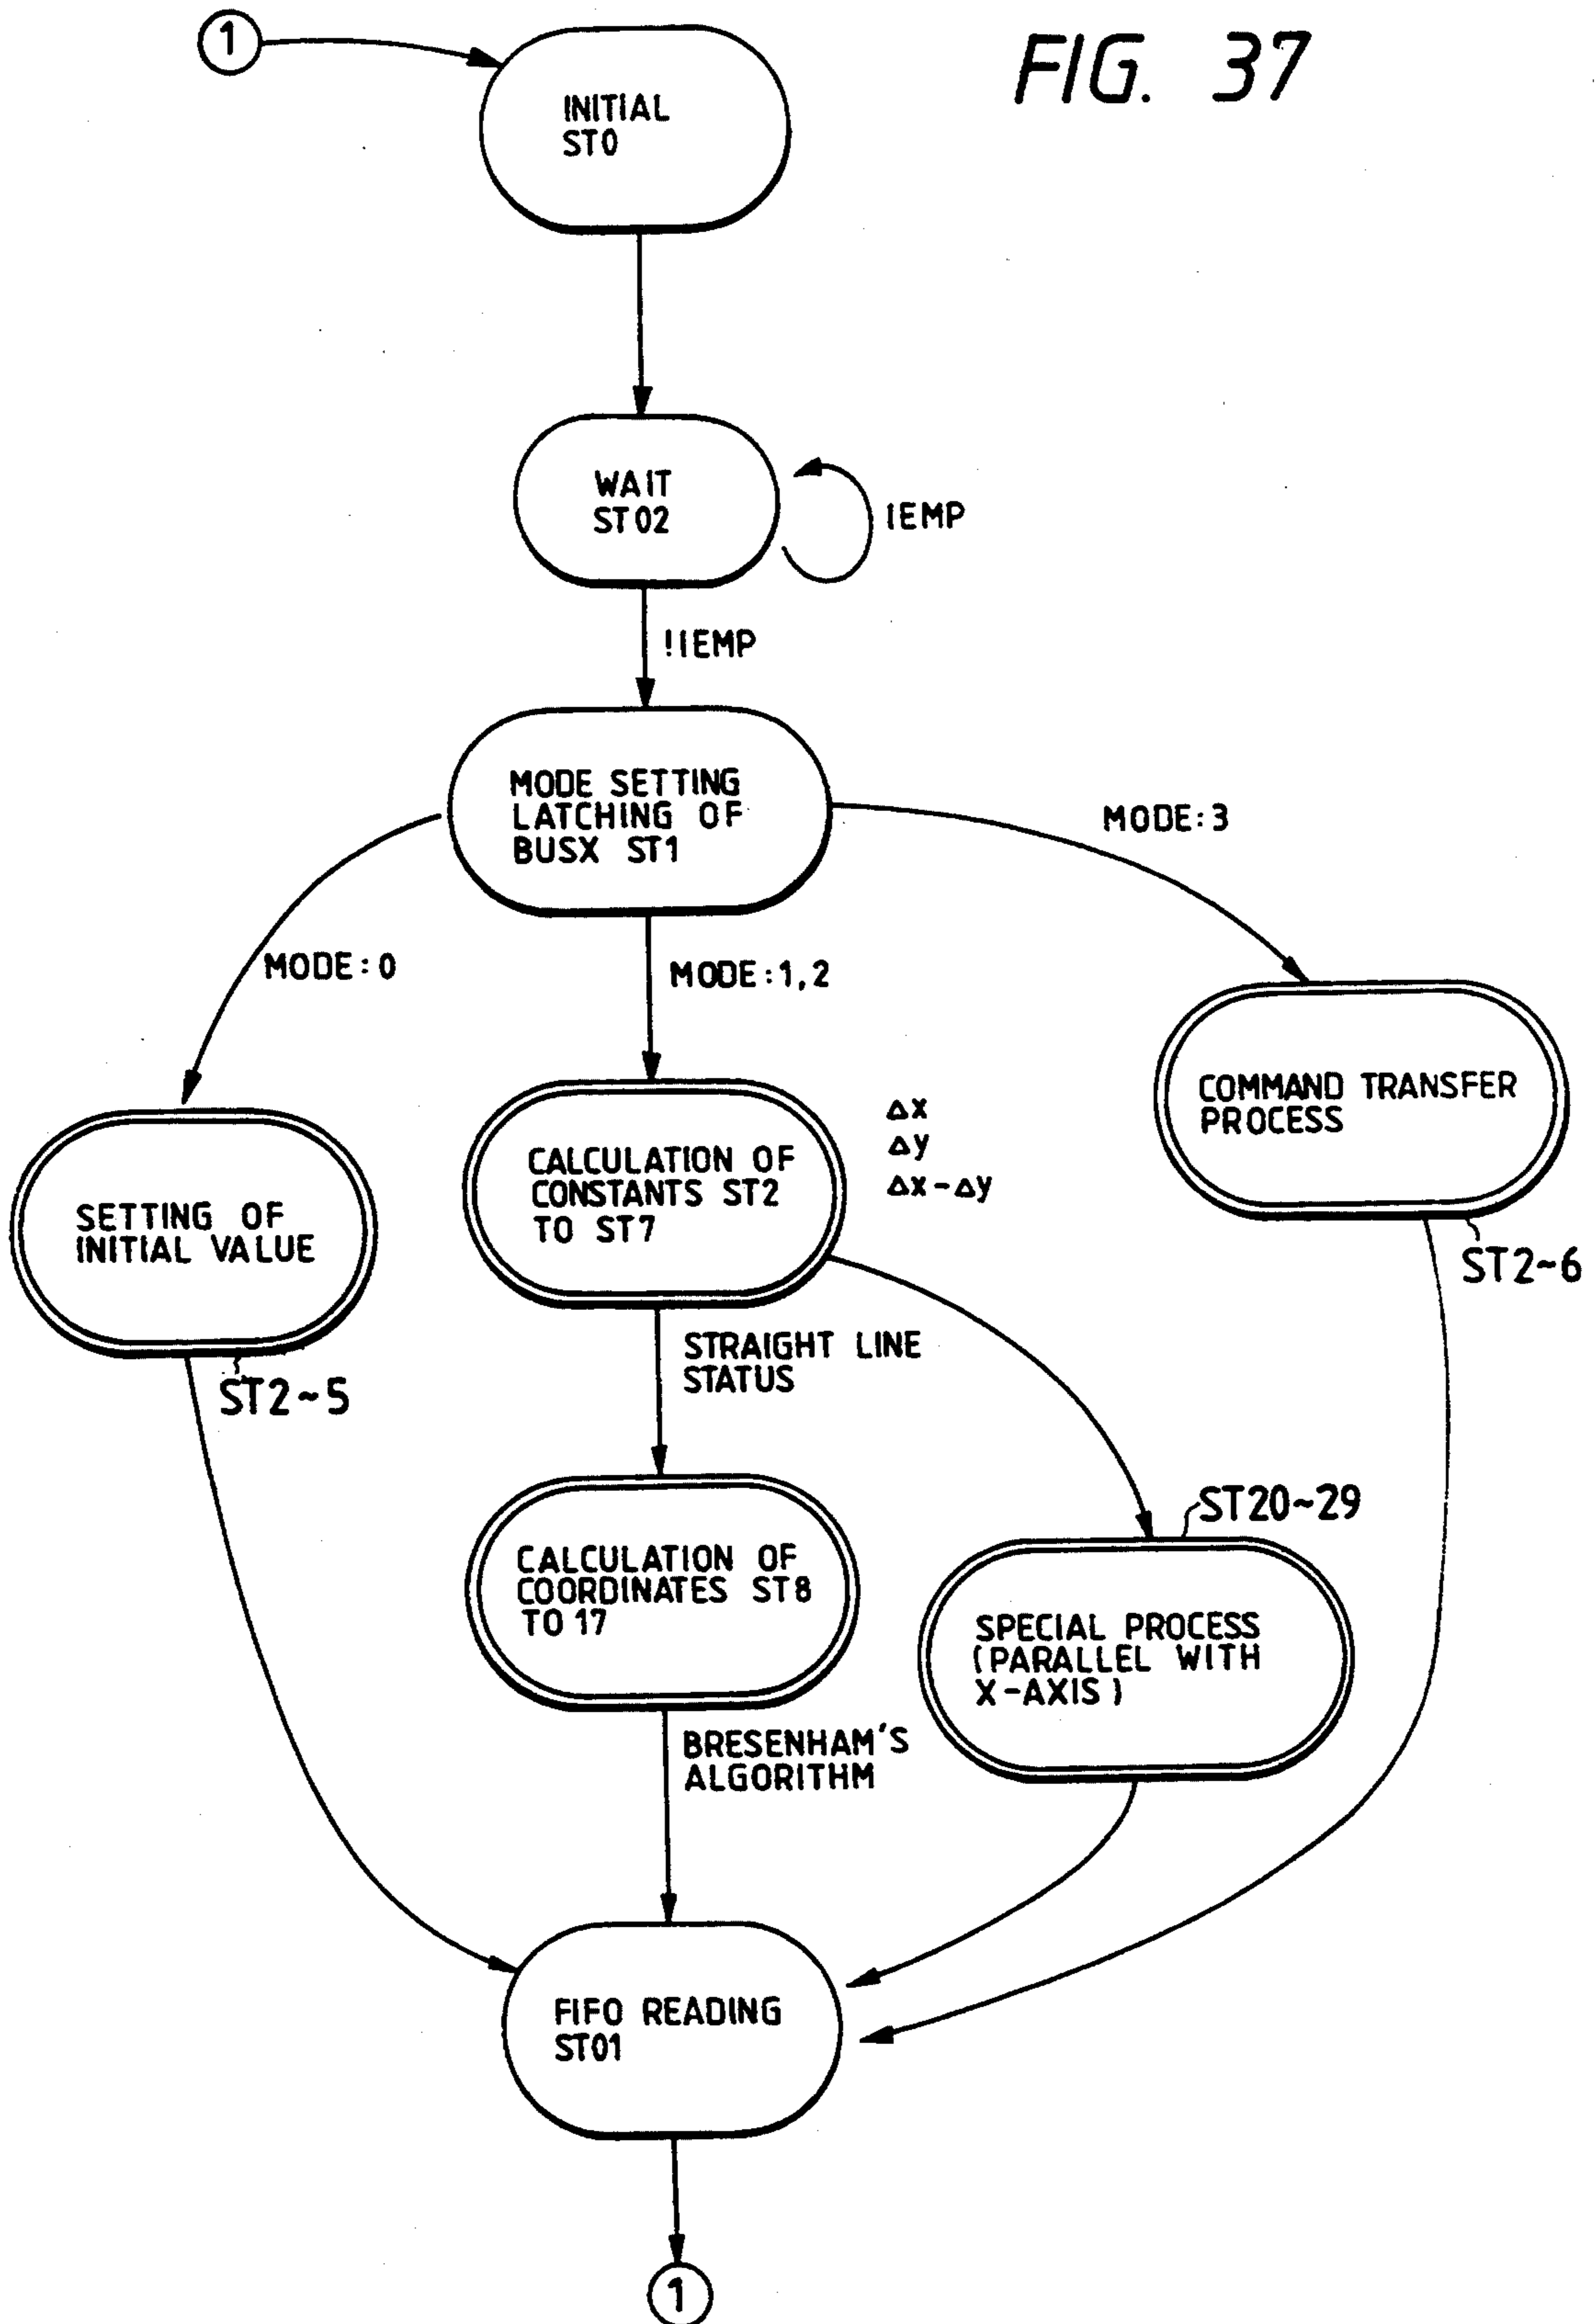 1
FIG. 37
INITIAL
ST0
WAIT
ST02
IEMP
!IEMP
MODE SETTING
LATCHING OF
BUSX ST1
MODE:3
MODE:0
MODE:1,2
COMMAND TRANSFER
PROCESS
ST2~6
SETTING OF
INITIAL VALUE
ST2~5
CALCULATION OF
CONSTANTS ST2
TO ST7
Δx
Δy
Δx-Δy
STRAIGHT LINE
STATUS
ST20~29
CALCULATION OF
COORDINATES ST8
TO 17
SPECIAL PROCESS
(PARALLEL WITH
X-AXIS)
BRESENHAM'S
ALGORITHM
FIFO READING
ST01
1